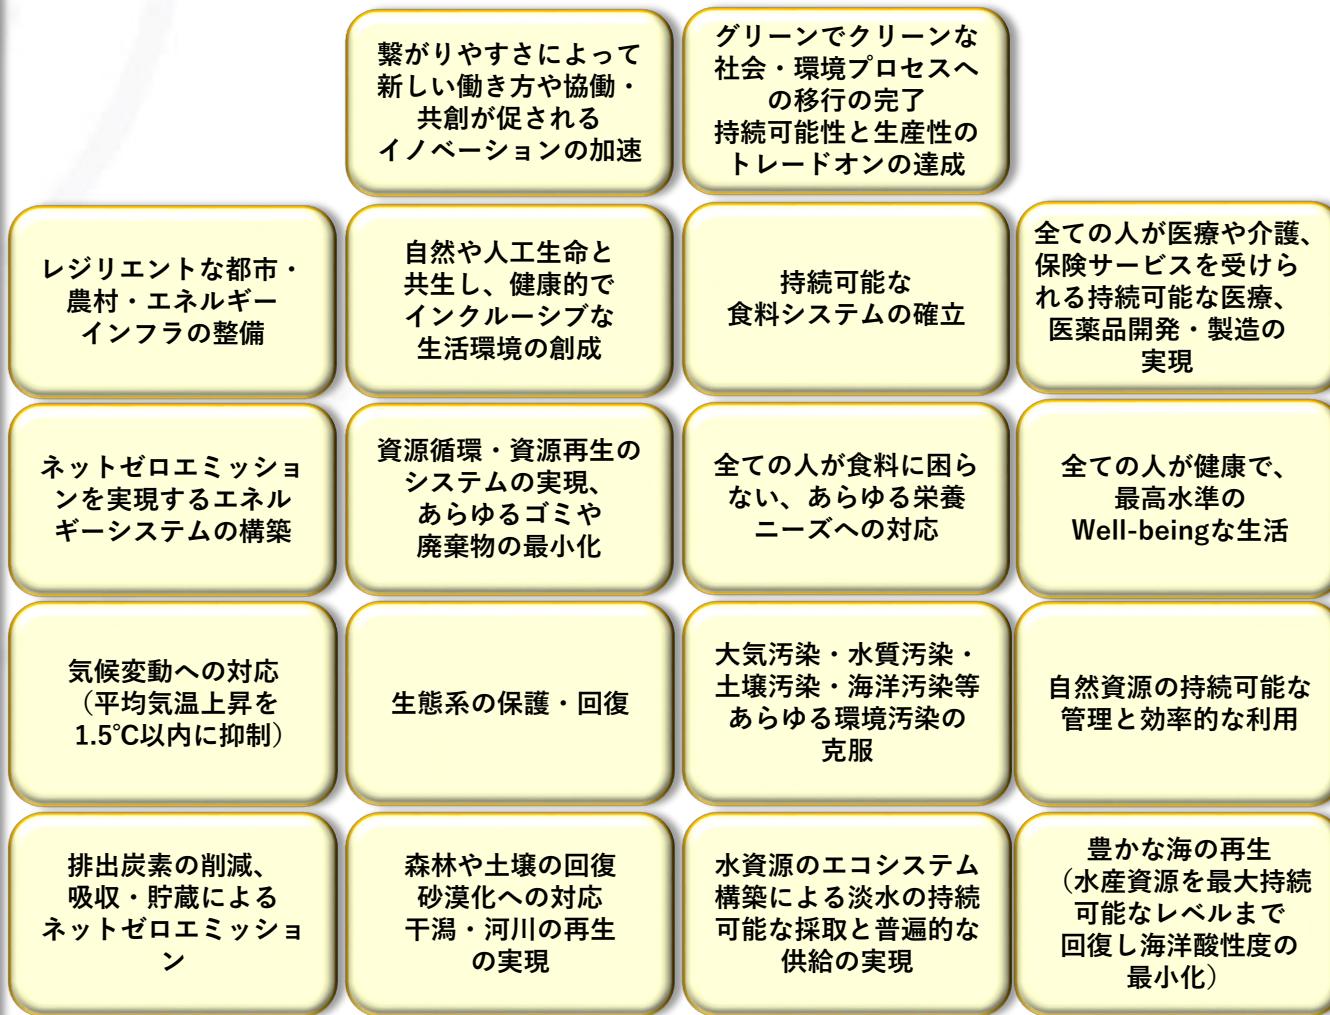 繋がりやすさによって
新しい働き方や協働・
共創が促される
イノベーションの加速
グリーンでクリーンな
社会・環境プロセスへ
の移行の完了
持続可能性と生産性の
トレードオンの達成
レジリエントな都市・
農村・エネルギー
インフラの整備
自然や人工生命と
共生し、健康的で
インクルーシブな
生活環境の創成
持続可能な
食料システムの確立
全ての人が医療や介護、
保険サービスを受けら
れる持続可能な医療、
医薬品開発・製造の
実現
ネットゼロエミッショ
ンを実現するエネル
ギーシステムの構築
資源循環・資源再生の
システムの実現、
あらゆるゴミや
廃棄物の最小化
全ての人が食料に困ら
ない、あらゆる栄養
ニーズへの対応
全ての人が健康で、
最高水準の
Well-beingな生活
気候変動への対応
（平均気温上昇を
1.5℃以内に抑制）
生態系の保護・回復
大気汚染・水質汚染・
土壌汚染・海洋汚染等
あらゆる環境汚染の
克服
自然資源の持続可能な
管理と効率的な利用
排出炭素の削減、
吸収・貯蔵による
ネットゼロエミッショ
ン
森林や土壌の回復
砂漠化への対応
干潟・河川の再生
の実現
水資源のエコシステム
構築による淡水の持続
可能な採取と普遍的な
供給の実現
豊かな海の再生
（水産資源を最大持続
可能なレベルまで
回復し海洋酸性度の
最小化）